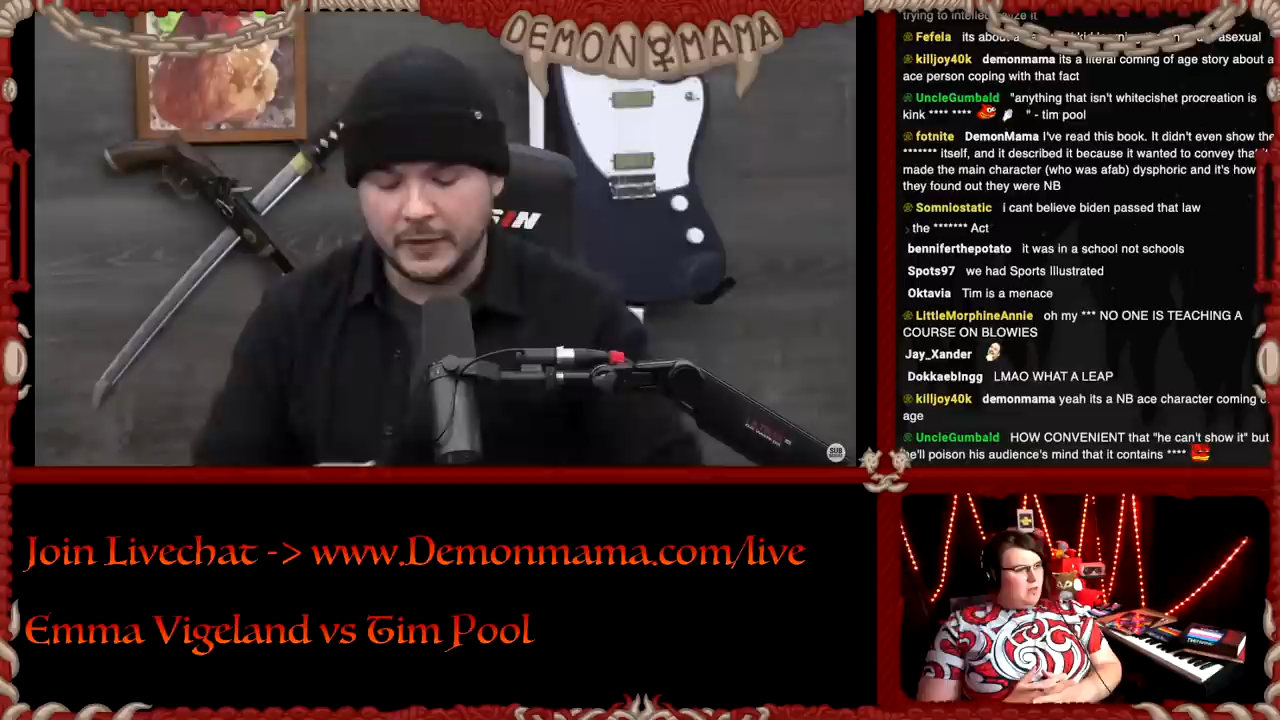 DEMON MAMA
trying to
Fefela its
asexual
killjoy40k demonmama its a literal coming of age story about a
ace person coping with that fact
UncleGumbald "anything that isn't whitecishet procreation is
kink **** **** " - tim pool
fotnite DemonMama I've read this book. It didn't even show the
******* itself, and it described it because it wanted to convey that
made the main character (who was afab) dysphoric and it's how
they found out they were NB
Somniostatic i cant believe biden passed that law
the ******* Act
benniferthepotato it was in a school not schools
Spots97 we had Sports Illustrated
Oktavia Tim is a menace
LittleMorphineAnnie oh my *** NO ONE IS TEACHING A
COURSE ON BLOWIES
Jay_Xander
DokkaebIngg LMAO WHAT A LEAP
killjoy40k demonmama yeah its a NB ace character coming
age
UncleGumbald HOW CONVENIENT that "he can't show it" but
he'll poison his audience's mind that it contains ****
SUB
Join Livechat -> www.Demonmama.com/live
Emma Vigeland vs Tim Pool